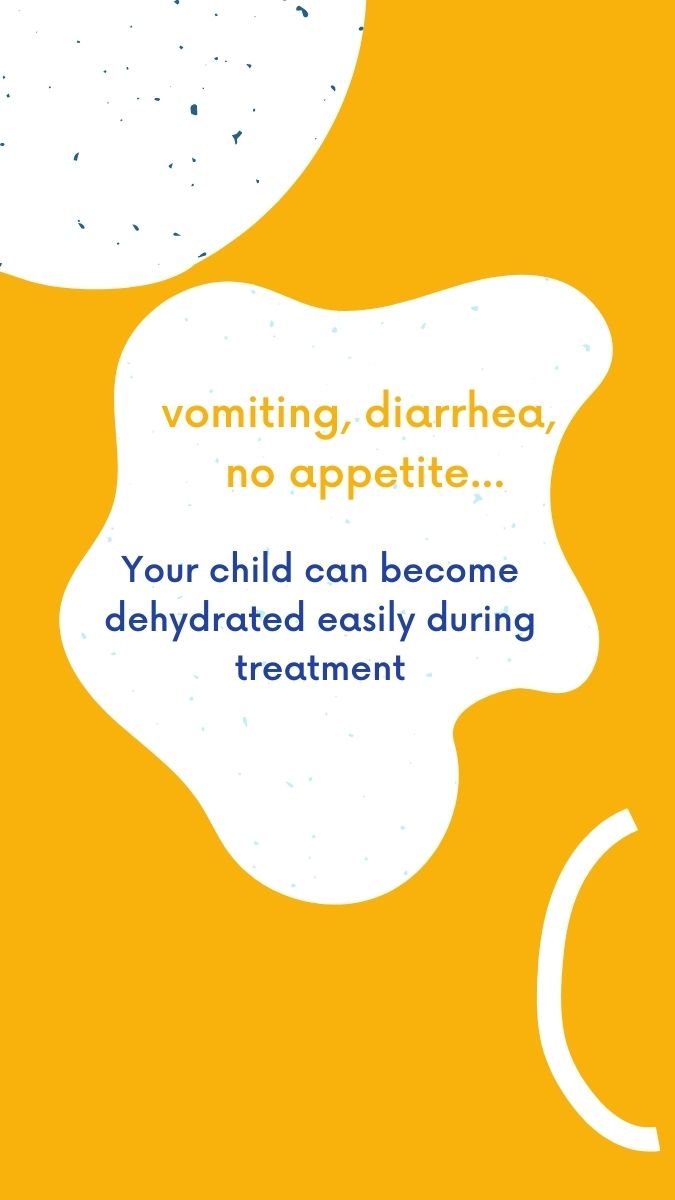 vomiting, diarrhea,
no appetite...
Your child can become
dehydrated easily during
treatment